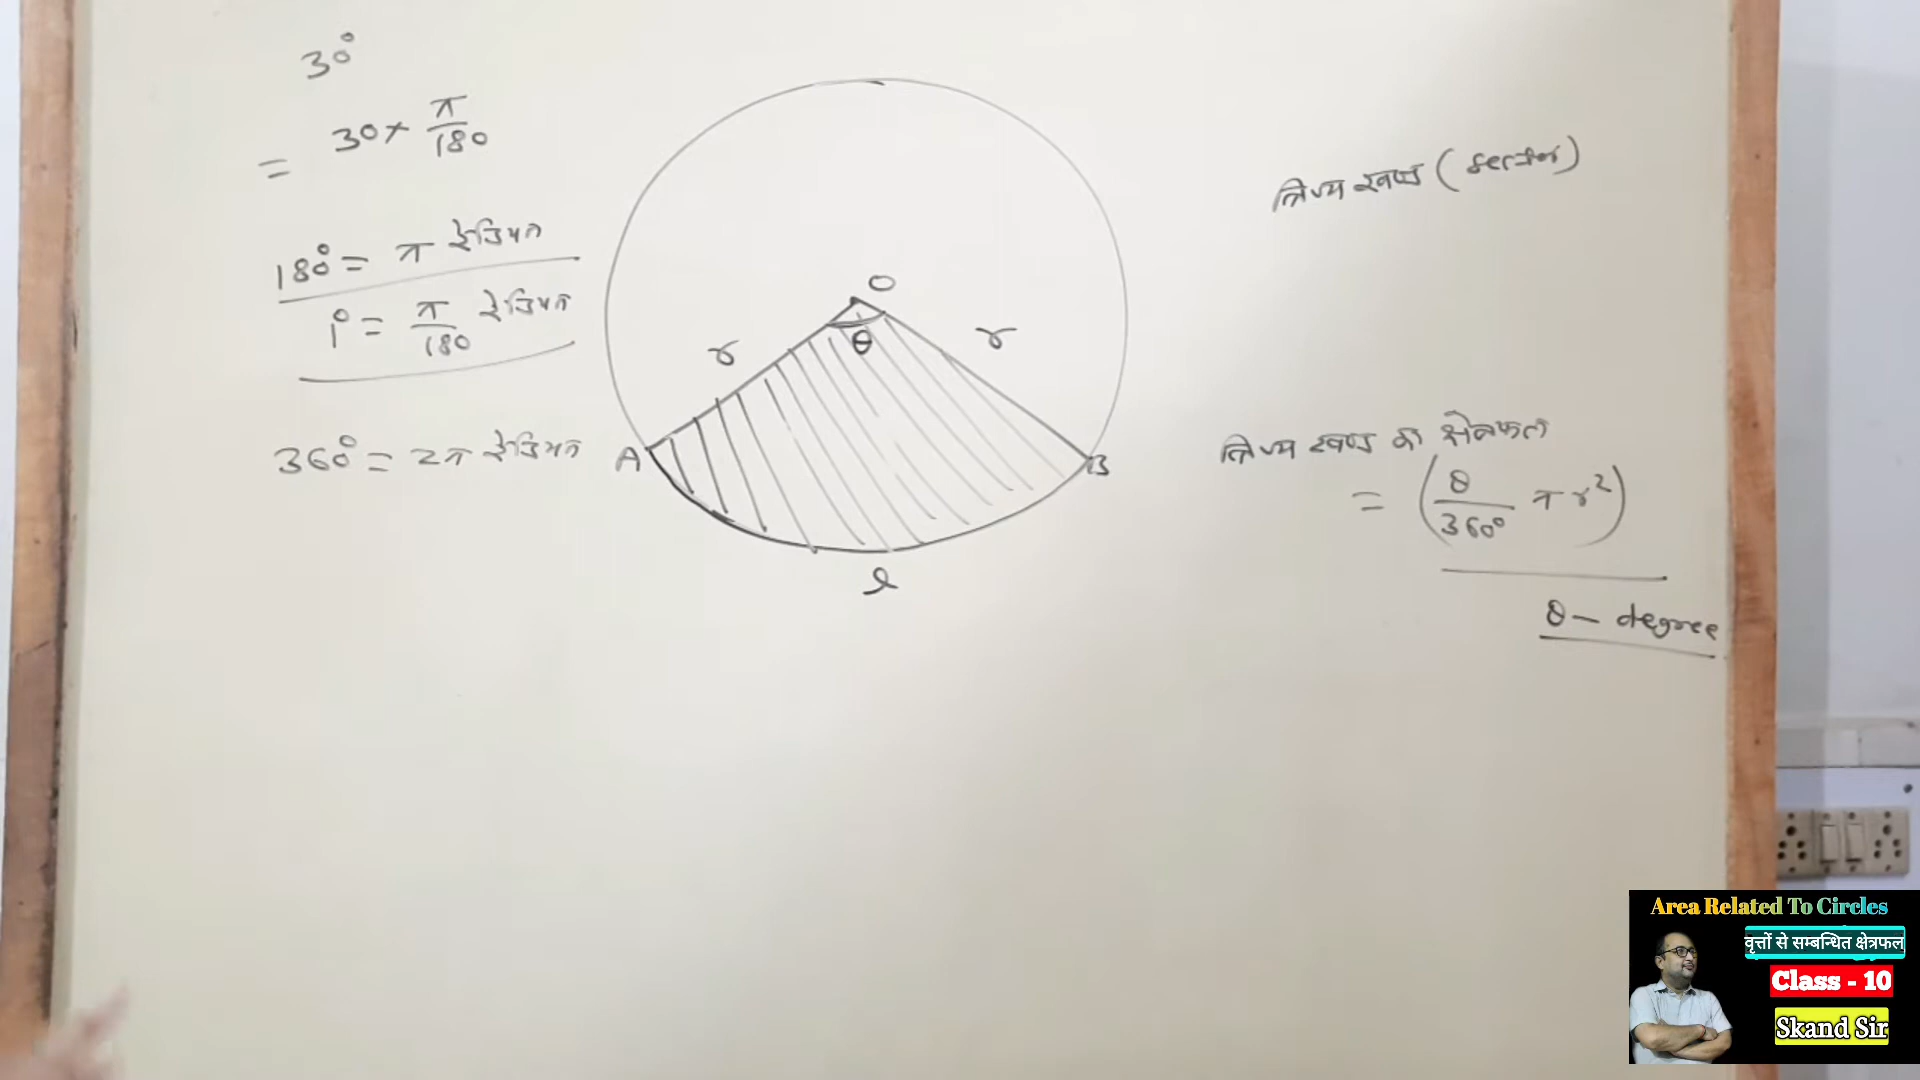 30°
= 30 × π/180
180° = π रेडियन
1° = π/180 रेडियन
360° = 2π रेडियन
O
θ
r r
A B
l
त्रिज्य खण्ड (sector)
त्रिज्य खण्ड का क्षेत्रफल
= (θ/360° π r²)
θ — degree
Area Related To Circles
वृत्तों से सम्बन्धित क्षेत्रफल
Class - 10
Skand Sir